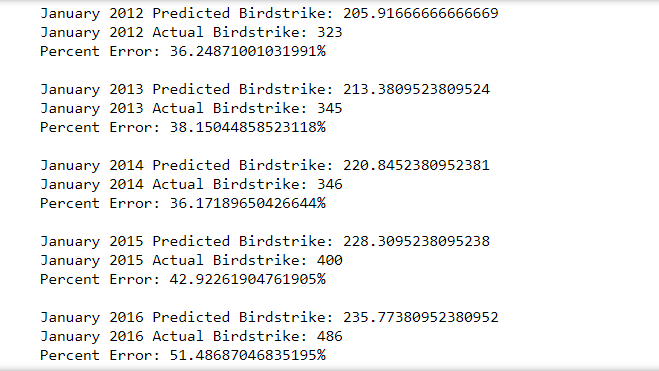 January 2012 Predicted Birdstrike: 205.91666666666669
January 2012 Actual Birdstrike: 323
Percent Error: 36.24871001031991%
January 2013 Predicted Birdstrike: 213.3809523809524
January 2013 Actual Birdstrike: 345
Percent Error: 38.15044858523118%
January 2014 Predicted Birdstrike: 220.8452380952381
January 2014 Actual Birdstrike: 346
Percent Error: 36.17189650426644%
January 2015 Predicted Birdstrike: 228.3095238095238
January 2015 Actual Birdstrike: 400
Percent Error: 42.92261904761905%
January 2016 Predicted Birdstrike: 235.77380952380952
January 2016 Actual Birdstrike: 486
Percent Error: 51.48687046835195%